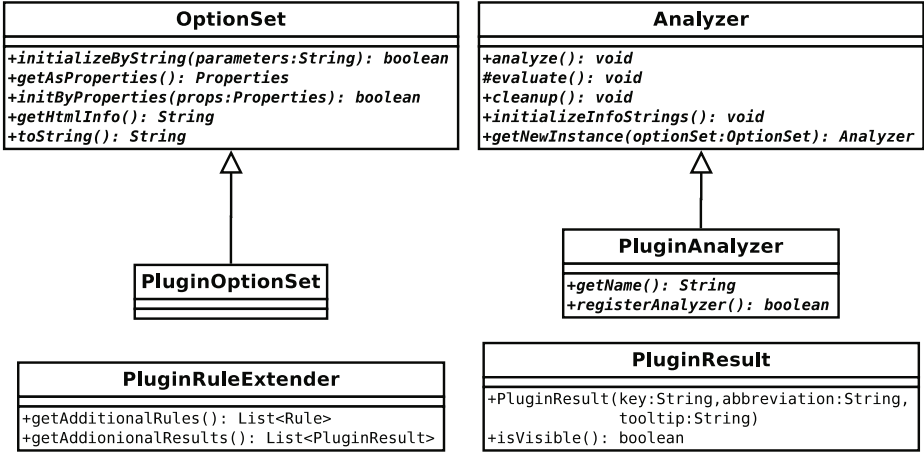 OptionSet
+initializeByString(parameters:String): boolean
+getAsProperties(): Properties
+initByProperties(props:Properties): boolean
+getHtmlInfo(): String
+toString(): String
Analyzer
+analyze(): void
#evaluate(): void
+cleanup(): void
+initializeInfoStrings(): void
+getNewInstance(optionSet:OptionSet): Analyzer
PluginOptionSet
PluginAnalyzer
+getName(): String
+registerAnalyzer(): boolean
PluginRuleExtender
+getAdditionalRules(): List<Rule>
+getAddionionalResults(): List<PluginResult>
PluginResult
+PluginResult(key:String,abbreviation:String,
tooltip:String)
+isVisible(): boolean